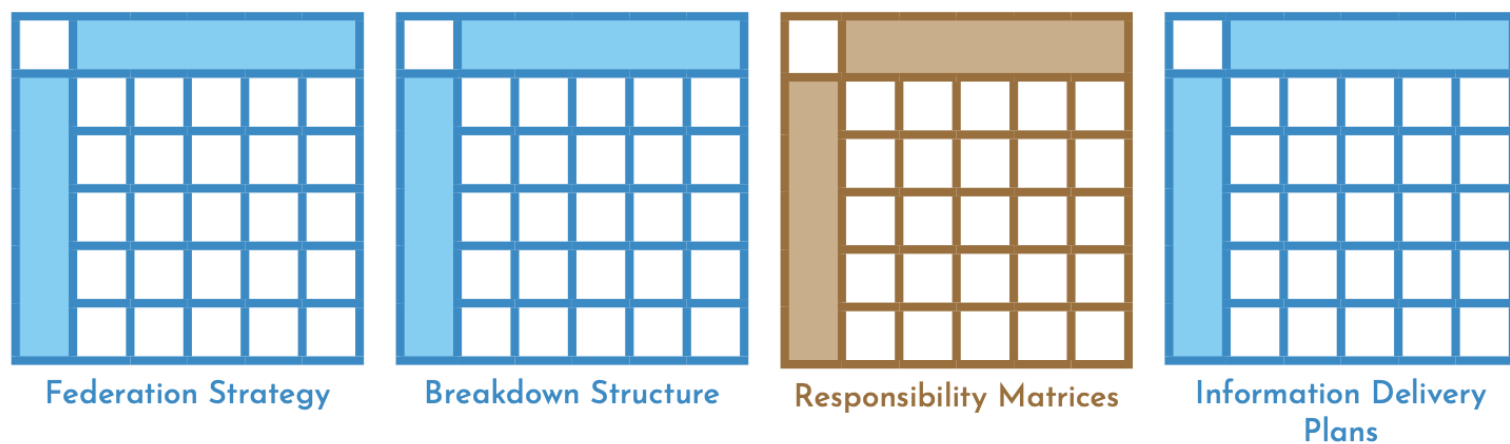 Federation Strategy
Breakdown Structure
Responsibility Matrices
Information Delivery
Plans